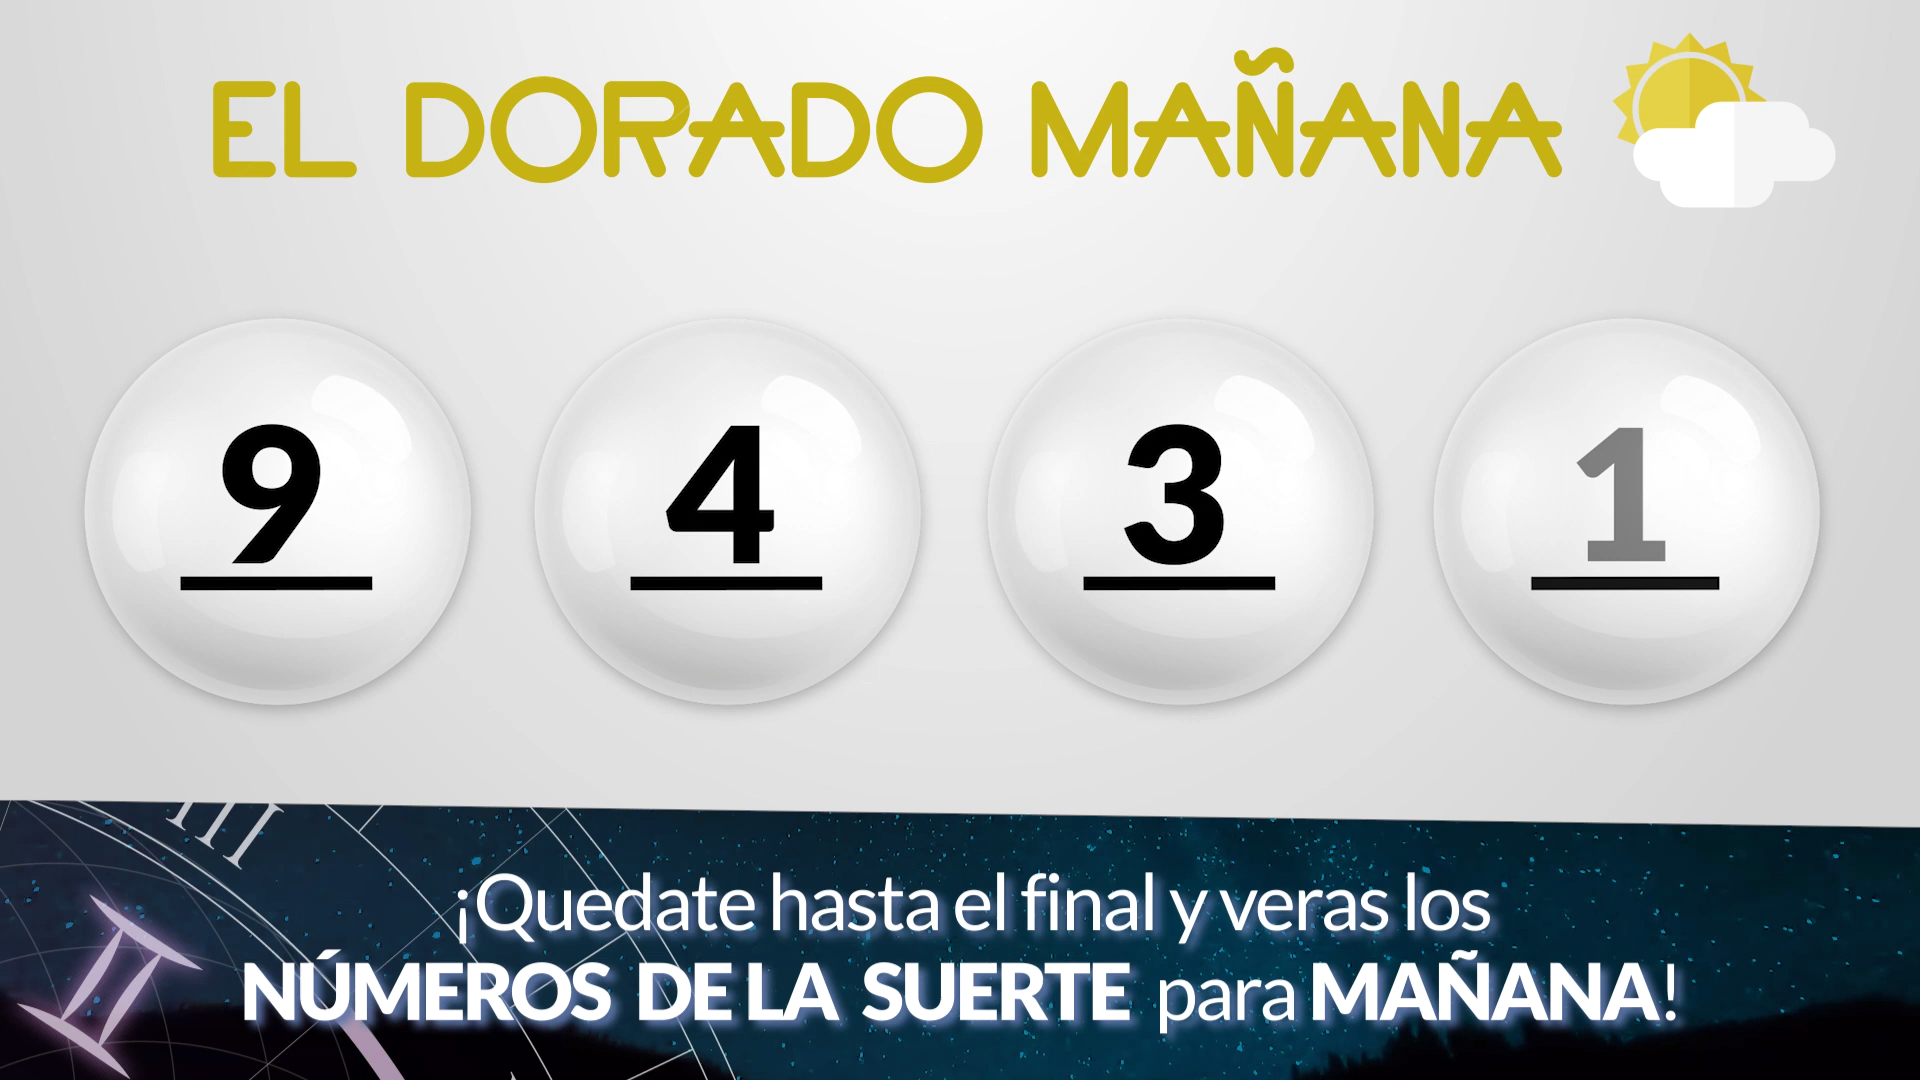 EL DORADO MAÑANA
9 4 3 1
III
¡Quedate hasta el final y veras los
NÚMEROS DE LA SUERTE para MAÑANA!